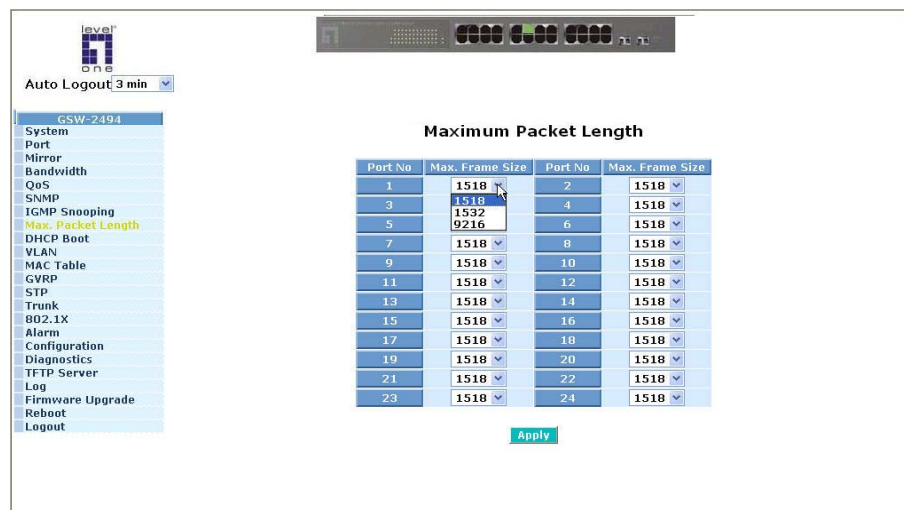 level
one
Auto Logout 3 min
GSW-2494
System
Port
Mirror
Bandwidth
QoS
SNMP
IGMP Snooping
Max. Packet Length
DHCP Boot
VLAN
MAC Table
GVRP
STP
Trunk
802.1X
Alarm
Configuration
Diagnostics
TFTP Server
Log
Firmware Upgrade
Reboot
Logout
Maximum Packet Length
Port No Max. Frame Size Port No Max. Frame Size
1 1518 2 1518
3 1518 4 1518
5 1532 6 1518
9216
7 1518 8 1518
9 1518 10 1518
11 1518 12 1518
13 1518 14 1518
15 1518 16 1518
17 1518 18 1518
19 1518 20 1518
21 1518 22 1518
23 1518 24 1518
Apply